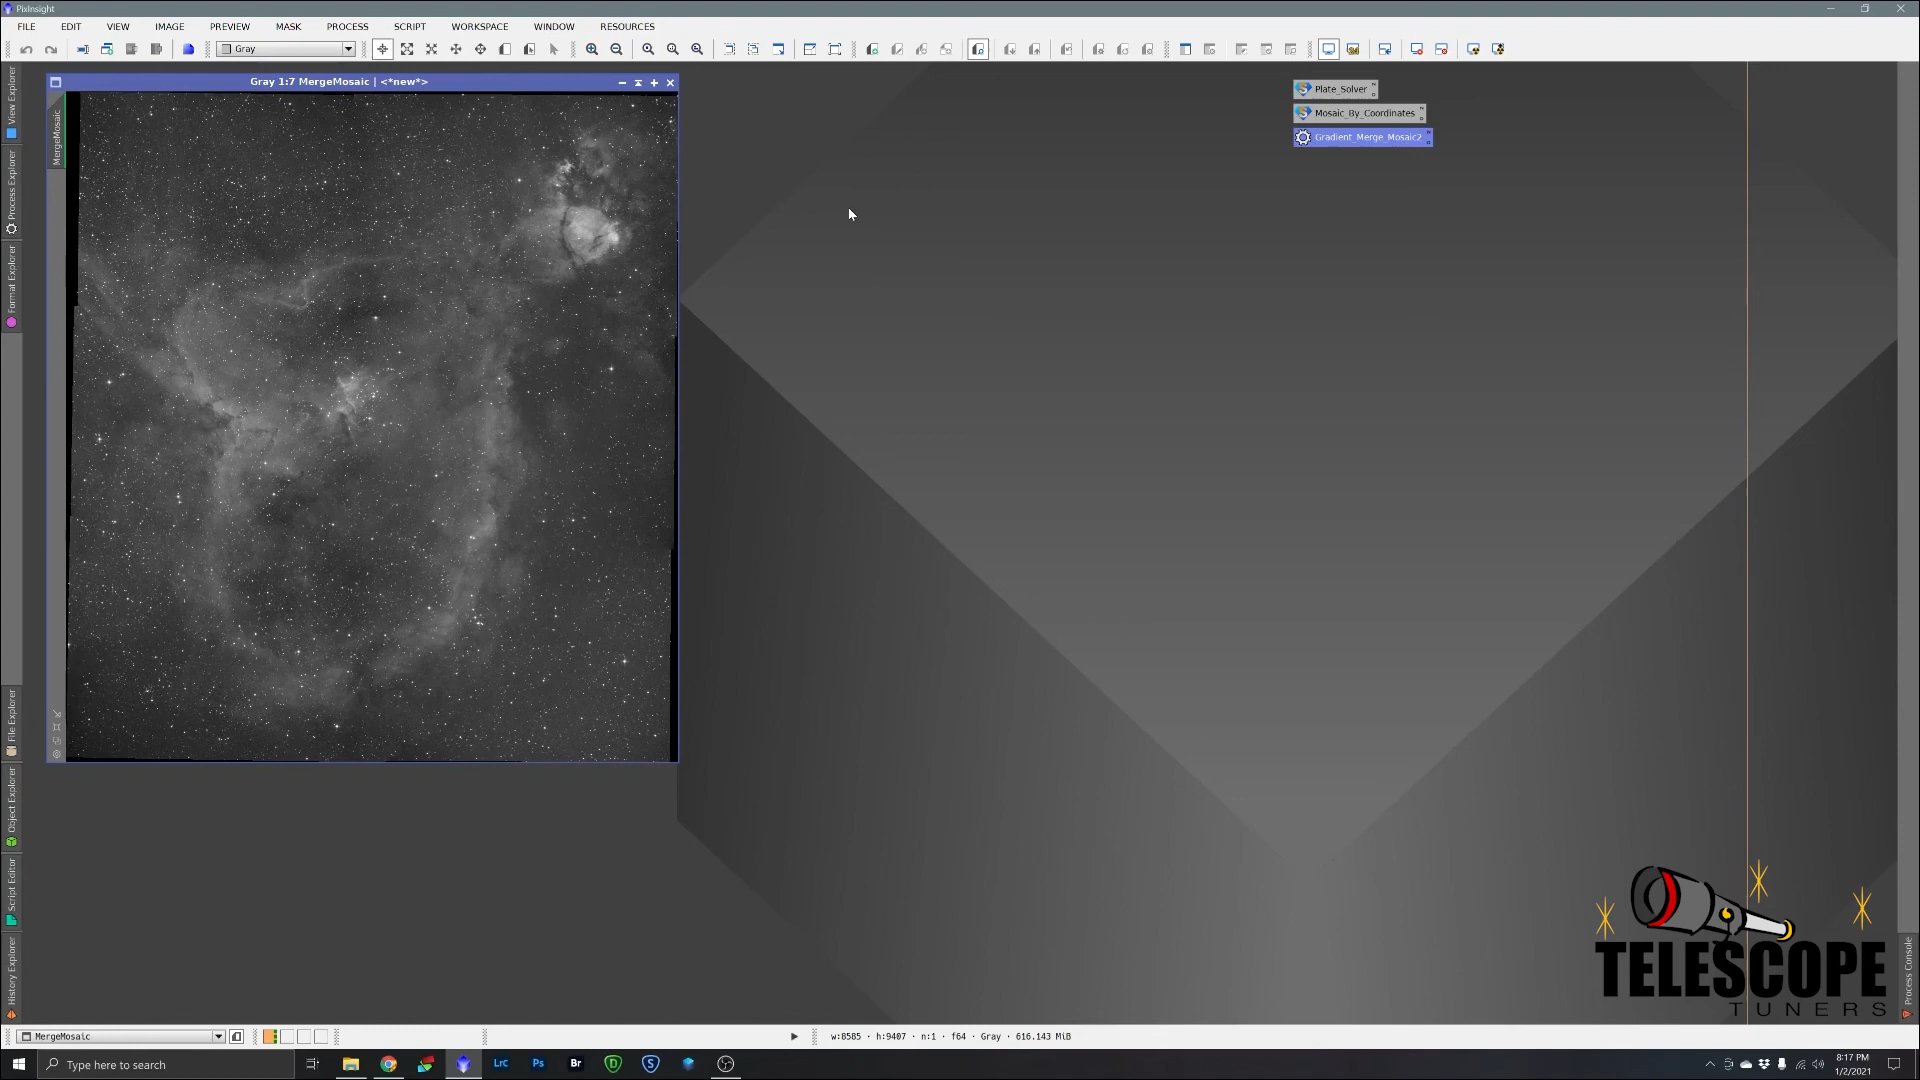 PixInsight
FILE EDIT VIEW IMAGE PREVIEW MASK PROCESS SCRIPT WORKSPACE WINDOW RESOURCES
Gray
Gray 1:7 MergeMosaic | <*new*>
MergeMosaic
Plate_Solver
Mosaic_By_Coordinates
Gradient_Merge_Mosaic2
View Explorer
Process Explorer
Format Explorer
File Explorer
Object Explorer
Script Editor
History Explorer
Process Console
TELESCOPE
TUNERS
MergeMosaic
w:8585 · h:9407 · n:1 · f64 · Gray · 616.143 MiB
Type here to search
LrC Ps Br
8:17 PM
1/2/2021